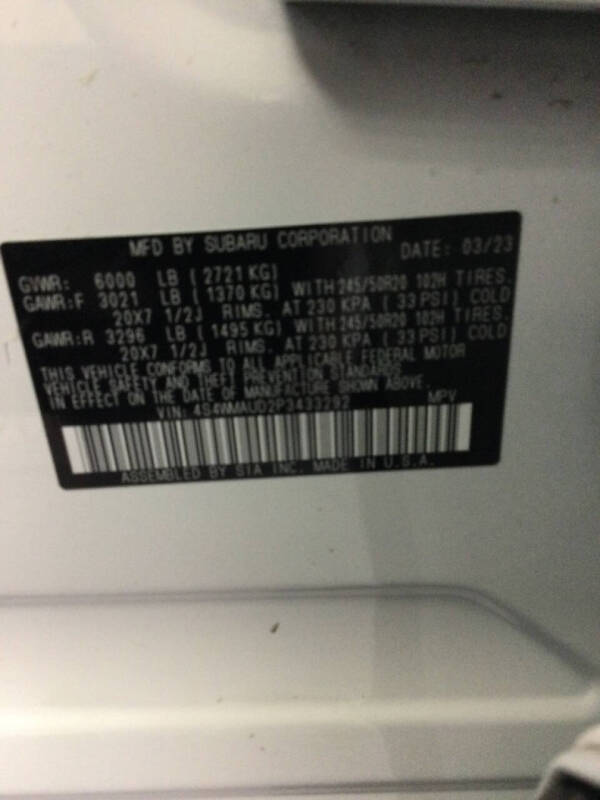 MFD BY SUBARU CORPORATION DATE: 03/23
GVWR: 6000 LB (2721 KG)
GAWR:F 3021 LB (1370 KG) WITH 245/50R20 102H TIRES,
20X7 1/2J RIMS, AT 230 KPA (33 PSI) COLD
GAWR:R 3296 LB (1495 KG) WITH 245/50R20 102H TIRES,
20X7 1/2J RIMS, AT 230 KPA (33 PSI) COLD
THIS VEHICLE CONFORMS TO ALL APPLICABLE FEDERAL MOTOR
VEHICLE SAFETY AND THEFT PREVENTION STANDARDS
IN EFFECT ON THE DATE OF MANUFACTURE SHOWN ABOVE.
VIN: 4S4WMAUD2P3433292 MPV
ASSEMBLED BY SIA INC. MADE IN U.S.A.